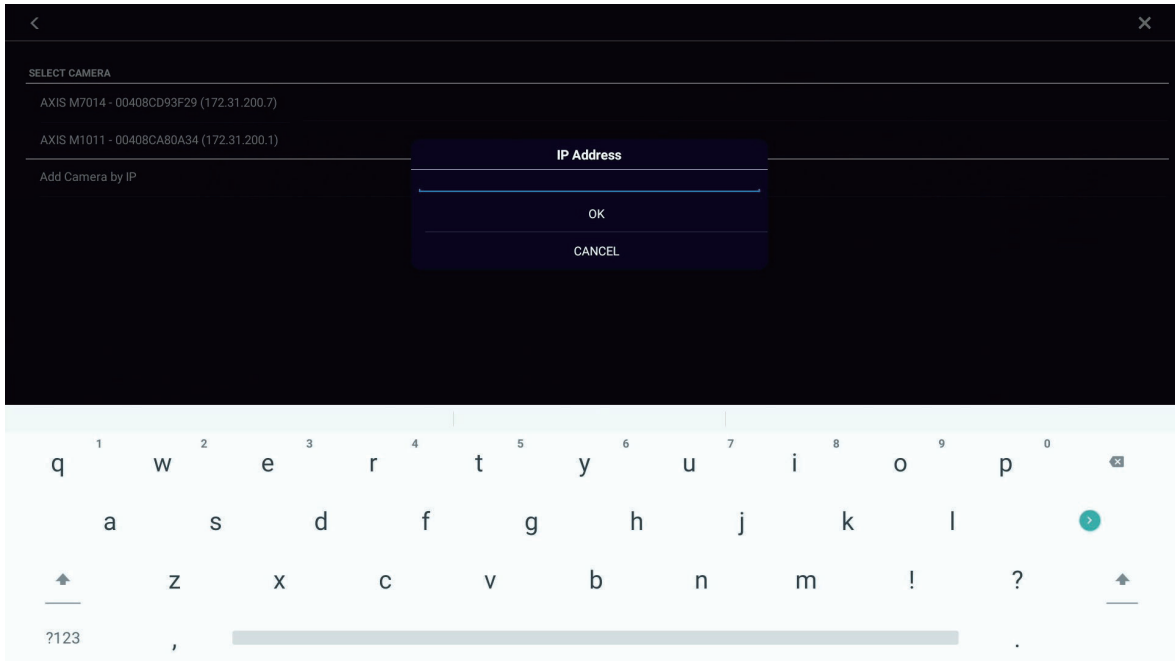 SELECT CAMERA
AXIS M7014 - 00408CD93F29 (172.31.200.7)
AXIS M1011 - 00408CA80A34 (172.31.200.1)
Add Camera by IP
IP Address
OK
CANCEL
1 2 3 4 5 6 7 8 9 0
q w e r t y u i o p
a s d f g h j k l
z x c v b n m ! ?
?123 , .